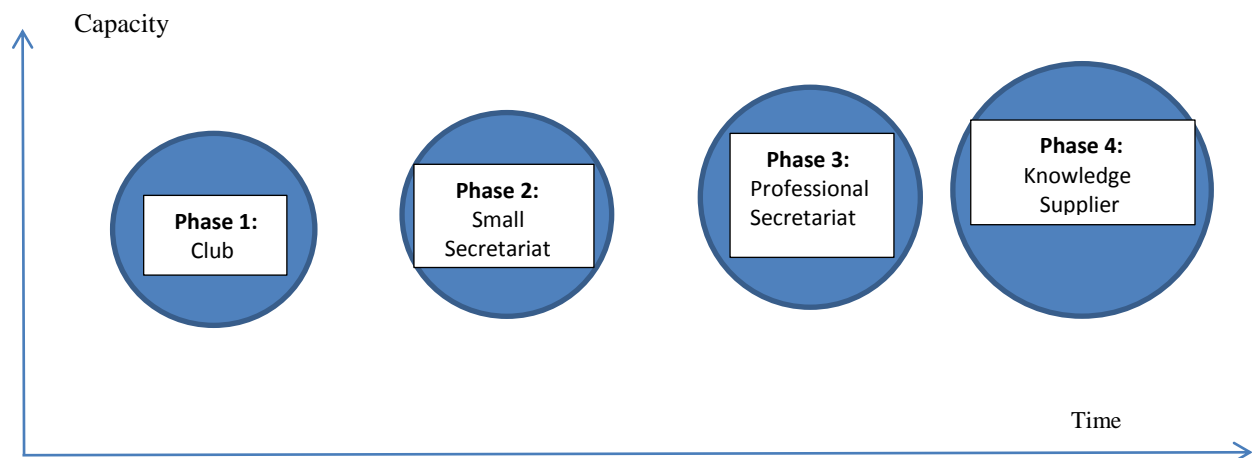 Capacity
Phase 1:
Club
Phase 2:
Small
Secretariat
Phase 3:
Professional
Secretariat
Phase 4:
Knowledge
Supplier
Time